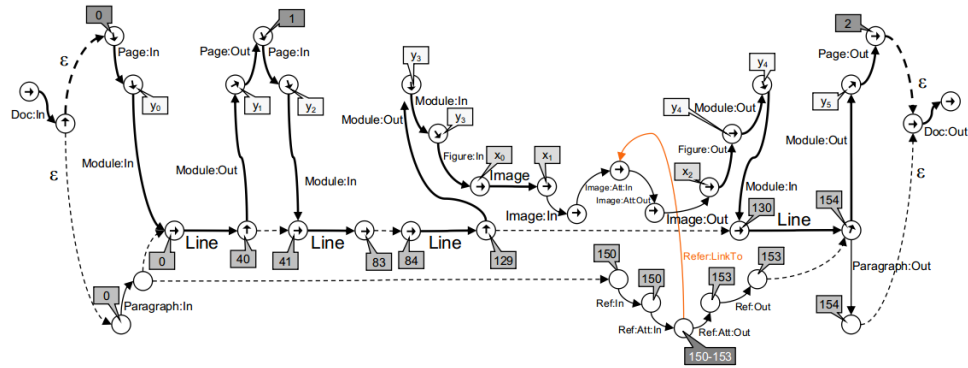 0
1
2
Page:In
Page:Out
Page:In
y3
y4
Page:Out
ε
ε
Doc:In
y0
y1
y2
Module:In
Module:Out
y3
y4
Module:Out
y5
Doc:Out
Figure:In
x0
Image
x1
Figure:Out
x2
Module:In
Module:Out
Module:In
Image:Att:In
Image:Att:Out
Module:Out
ε
ε
Image:In
Image:Out
Module:In
130
154
Line
Line
Line
Line
0
40
41
83
84
129
Refer:LinkTo
Paragraph:Out
0
Paragraph:In
150
150
153
153
154
Ref:In
Ref:Out
Ref:Att:In
Ref:Att:Out
150-153